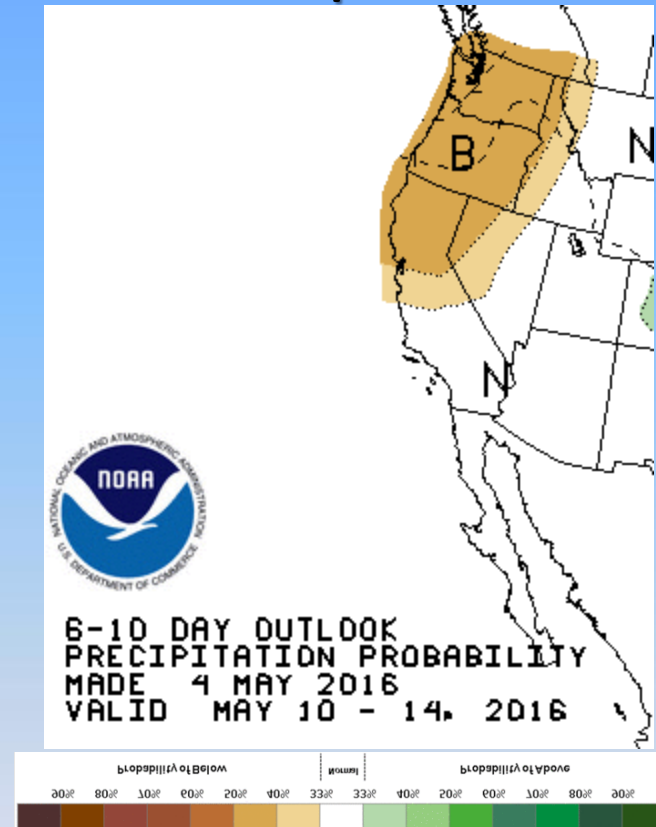 N
B
N
NATIONAL OCEANIC AND ATMOSPHERIC ADMINISTRATION
NOAA
U.S. DEPARTMENT OF COMMERCE
6-10 DAY OUTLOOK
PRECIPITATION PROBABILITY
MADE 4 MAY 2016
VALID MAY 10 - 14, 2016
Probability of Below Normal Probability of Above
90% 80% 70% 60% 50% 40% 33% 33% 40% 50% 60% 70% 80% 90%